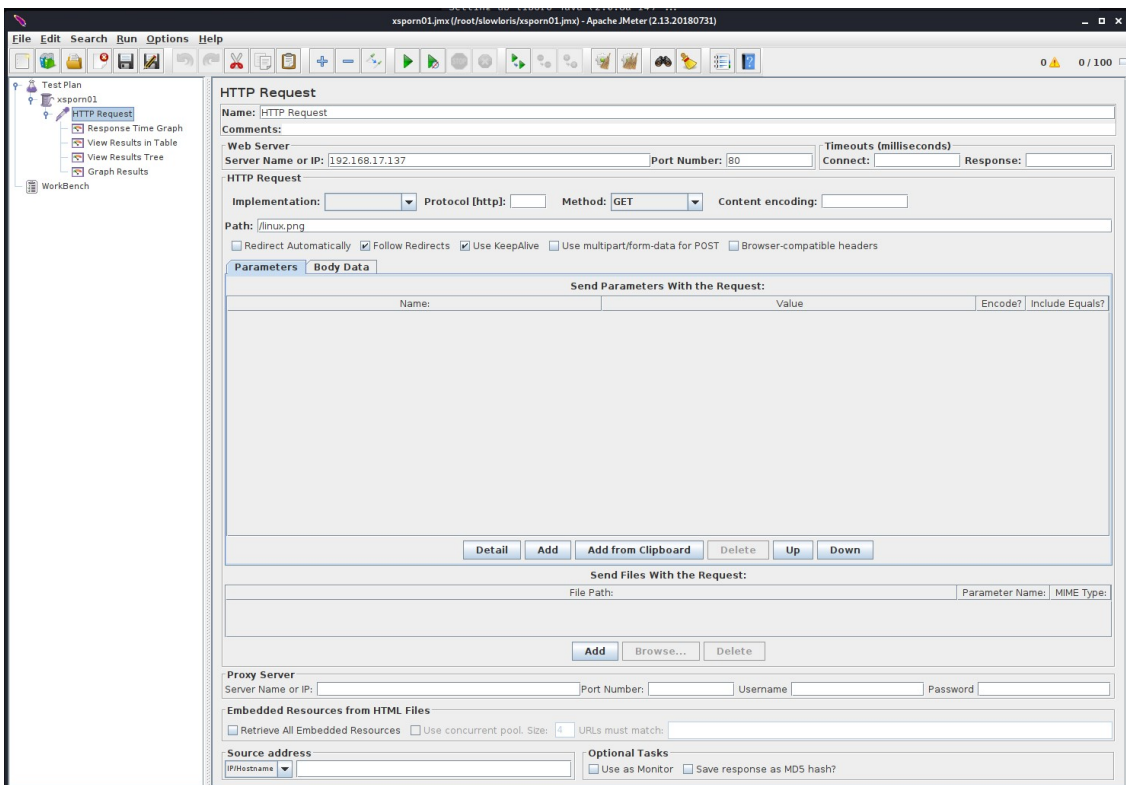 xsporn01.jmx (/root/slowloris/xsporn01.jmx) - Apache JMeter (2.13.20180731)
File Edit Search Run Options Help
0 0 / 100
Test Plan
xsporn01
HTTP Request
Response Time Graph
View Results in Table
View Results Tree
Graph Results
WorkBench
HTTP Request
Name: HTTP Request
Comments:
Web Server
Server Name or IP: 192.168.17.137 Port Number: 80
Timeouts (milliseconds)
Connect: Response:
HTTP Request
Implementation: Protocol [http]: Method: GET Content encoding:
Path: /linux.png
Redirect Automatically Follow Redirects Use KeepAlive Use multipart/form-data for POST Browser-compatible headers
Parameters Body Data
Send Parameters With the Request:
Name: Value Encode? Include Equals?
Detail Add Add from Clipboard Delete Up Down
Send Files With the Request:
File Path: Parameter Name: MIME Type:
Add Browse... Delete
Proxy Server
Server Name or IP: Port Number: Username Password
Embedded Resources from HTML Files
Retrieve All Embedded Resources Use concurrent pool. Size: 4 URLs must match:
Source address
IP/Hostname
Optional Tasks
Use as Monitor Save response as MD5 hash?